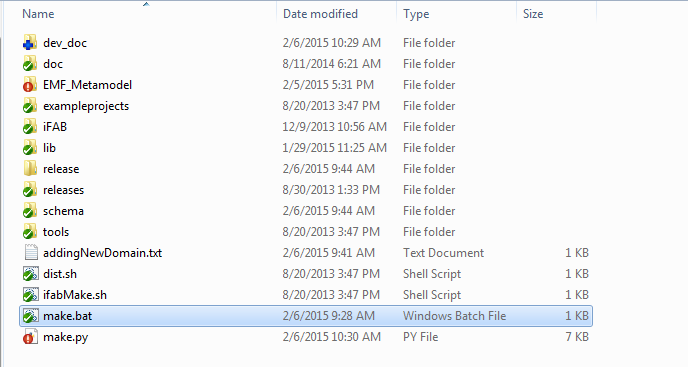 Name Date modified Type Size
dev_doc 2/6/2015 10:29 AM File folder
doc 8/11/2014 6:21 AM File folder
EMF_Metamodel 2/5/2015 5:31 PM File folder
exampleprojects 8/20/2013 3:47 PM File folder
iFAB 12/9/2013 10:56 AM File folder
lib 1/29/2015 11:25 AM File folder
release 2/6/2015 9:44 AM File folder
releases 8/30/2013 1:33 PM File folder
schema 2/6/2015 9:44 AM File folder
tools 8/20/2013 3:47 PM File folder
addingNewDomain.txt 2/6/2015 9:41 AM Text Document 1 KB
dist.sh 8/20/2013 3:47 PM Shell Script 1 KB
ifabMake.sh 8/20/2013 3:47 PM Shell Script 1 KB
make.bat 2/6/2015 9:28 AM Windows Batch File 1 KB
make.py 2/6/2015 10:30 AM PY File 7 KB